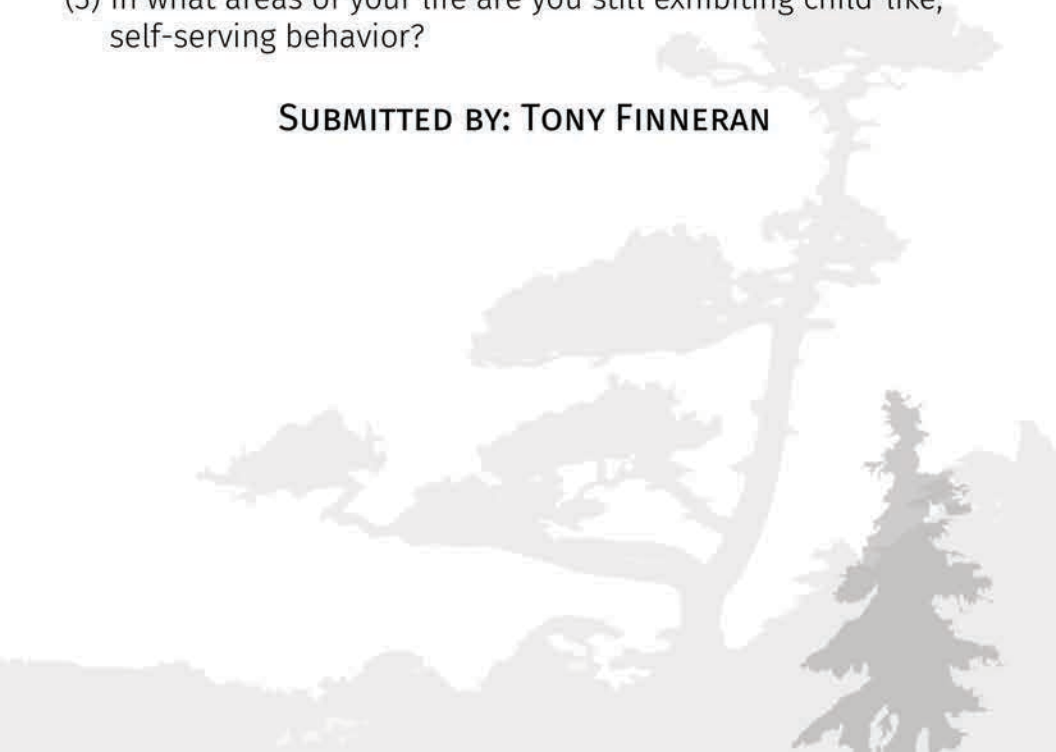 (3) In what areas of your life are you still exhibiting child-like,
self-serving behavior?
SUBMITTED BY: TONY FINNERAN